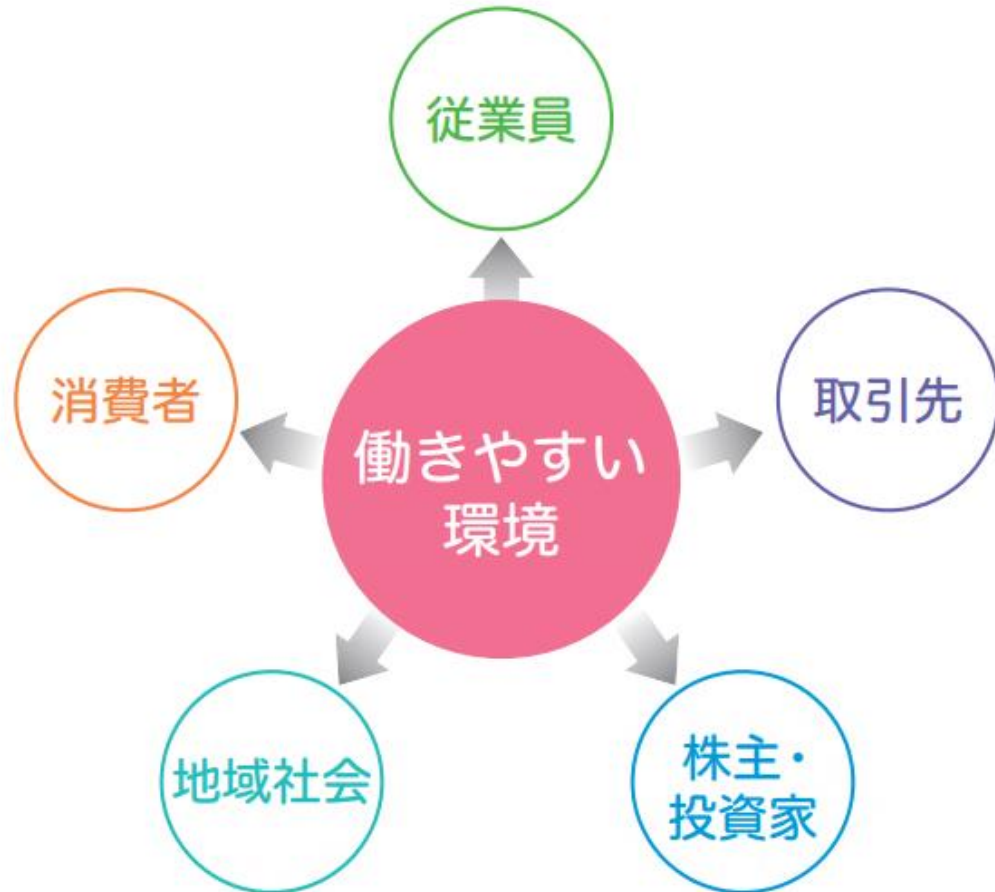 従業員
消費者
取引先
働きやすい
環境
地域社会
株主・
投資家